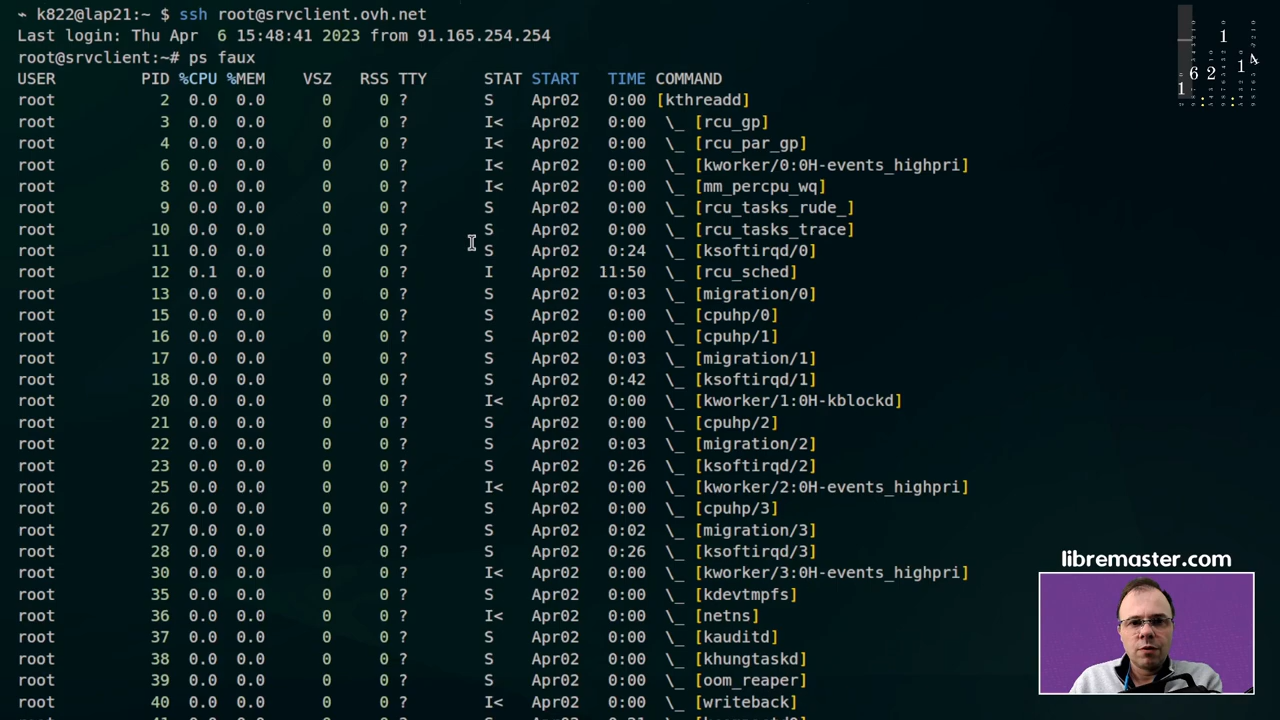 ~ k822@lap21:~ $ ssh root@srvclient.ovh.net
Last login: Thu Apr  6 15:48:41 2023 from 91.165.254.254
root@srvclient:~# ps faux
USER PID %CPU %MEM VSZ RSS TTY STAT START TIME COMMAND
root 2 0.0 0.0 0 0 ? S Apr02 0:00 [kthreadd]
root 3 0.0 0.0 0 0 ? I< Apr02 0:00 \_ [rcu_gp]
root 4 0.0 0.0 0 0 ? I< Apr02 0:00 \_ [rcu_par_gp]
root 6 0.0 0.0 0 0 ? I< Apr02 0:00 \_ [kworker/0:0H-events_highpri]
root 8 0.0 0.0 0 0 ? I< Apr02 0:00 \_ [mm_percpu_wq]
root 9 0.0 0.0 0 0 ? S Apr02 0:00 \_ [rcu_tasks_rude_]
root 10 0.0 0.0 0 0 ? S Apr02 0:00 \_ [rcu_tasks_trace]
root 11 0.0 0.0 0 0 ? S Apr02 0:24 \_ [ksoftirqd/0]
root 12 0.1 0.0 0 0 ? I Apr02 11:50 \_ [rcu_sched]
root 13 0.0 0.0 0 0 ? S Apr02 0:03 \_ [migration/0]
root 15 0.0 0.0 0 0 ? S Apr02 0:00 \_ [cpuhp/0]
root 16 0.0 0.0 0 0 ? S Apr02 0:00 \_ [cpuhp/1]
root 17 0.0 0.0 0 0 ? S Apr02 0:03 \_ [migration/1]
root 18 0.0 0.0 0 0 ? S Apr02 0:42 \_ [ksoftirqd/1]
root 20 0.0 0.0 0 0 ? I< Apr02 0:00 \_ [kworker/1:0H-kblockd]
root 21 0.0 0.0 0 0 ? S Apr02 0:00 \_ [cpuhp/2]
root 22 0.0 0.0 0 0 ? S Apr02 0:03 \_ [migration/2]
root 23 0.0 0.0 0 0 ? S Apr02 0:26 \_ [ksoftirqd/2]
root 25 0.0 0.0 0 0 ? I< Apr02 0:00 \_ [kworker/2:0H-events_highpri]
root 26 0.0 0.0 0 0 ? S Apr02 0:00 \_ [cpuhp/3]
root 27 0.0 0.0 0 0 ? S Apr02 0:02 \_ [migration/3]
root 28 0.0 0.0 0 0 ? S Apr02 0:26 \_ [ksoftirqd/3]
root 30 0.0 0.0 0 0 ? I< Apr02 0:00 \_ [kworker/3:0H-events_highpri]
root 35 0.0 0.0 0 0 ? S Apr02 0:00 \_ [kdevtmpfs]
root 36 0.0 0.0 0 0 ? I< Apr02 0:00 \_ [netns]
root 37 0.0 0.0 0 0 ? S Apr02 0:00 \_ [kauditd]
root 38 0.0 0.0 0 0 ? S Apr02 0:00 \_ [khungtaskd]
root 39 0.0 0.0 0 0 ? S Apr02 0:00 \_ [oom_reaper]
root 40 0.0 0.0 0 0 ? I< Apr02 0:00 \_ [writeback]
libremaster.com